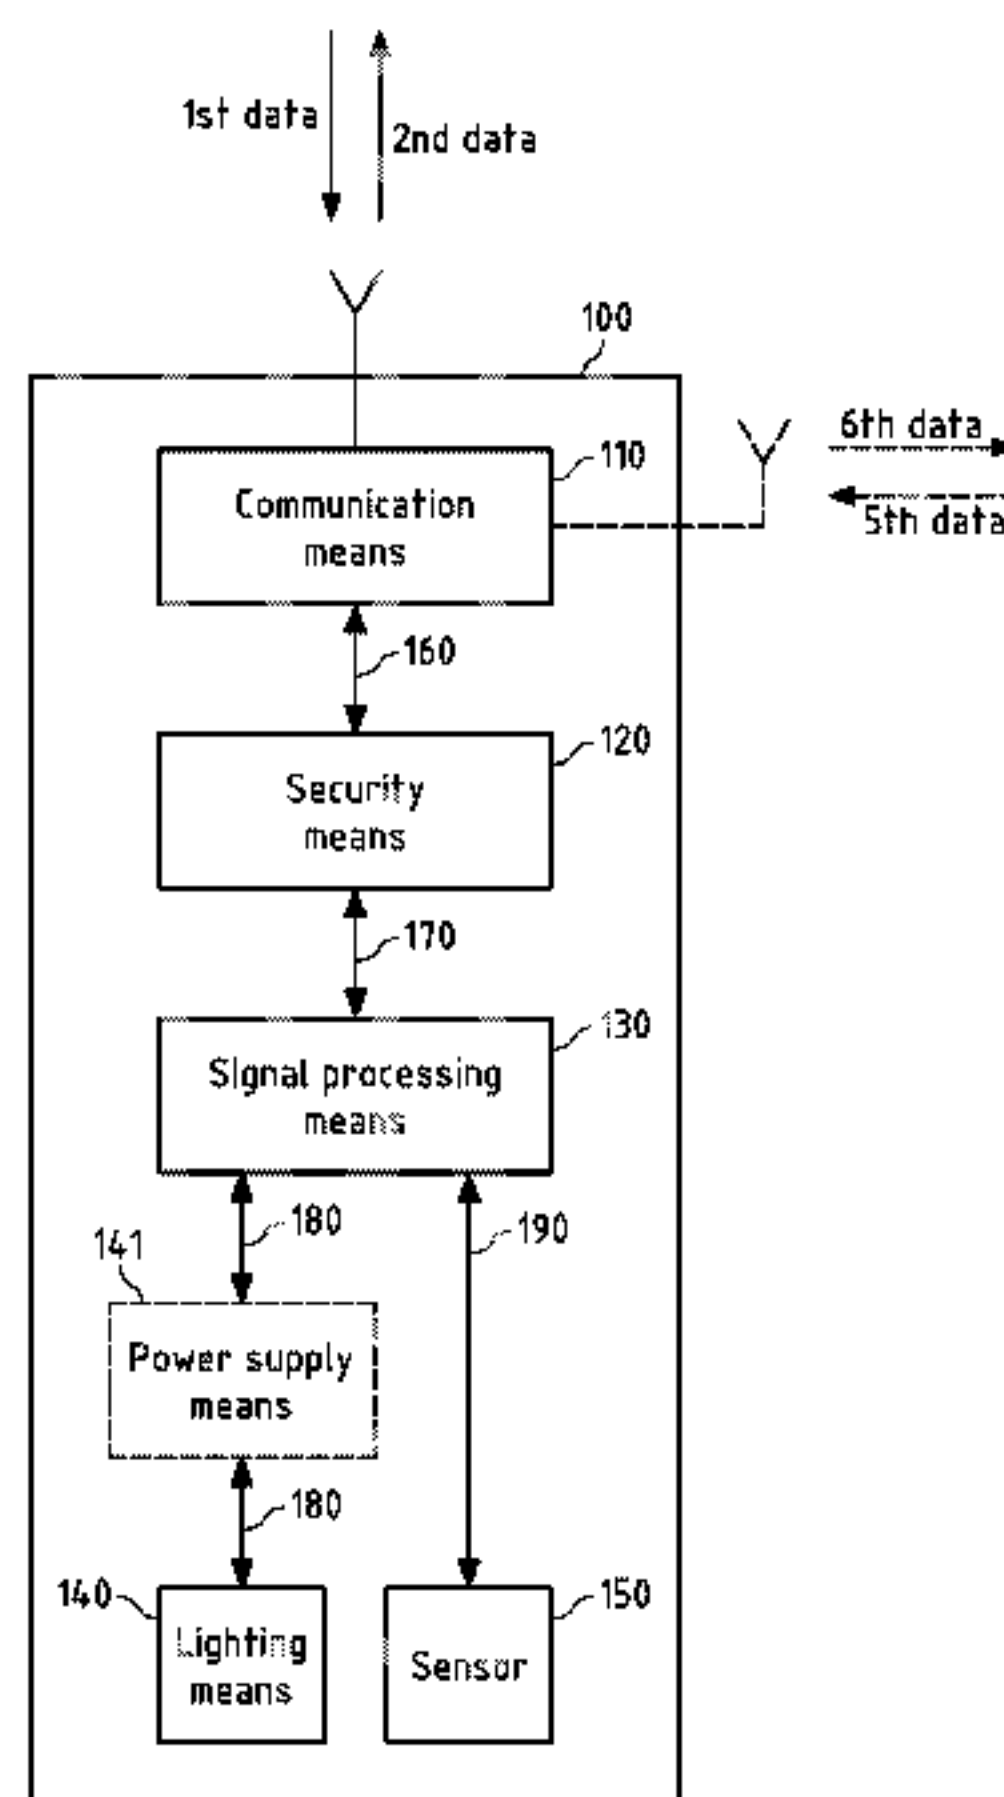 1st data
2nd data
100
6th data
5th data
110
Communication
means
160
120
Security
means
170
130
SIgnal processing
means
180
190
141
Power supply
means
180
140
150
Lighting
means
Sensor